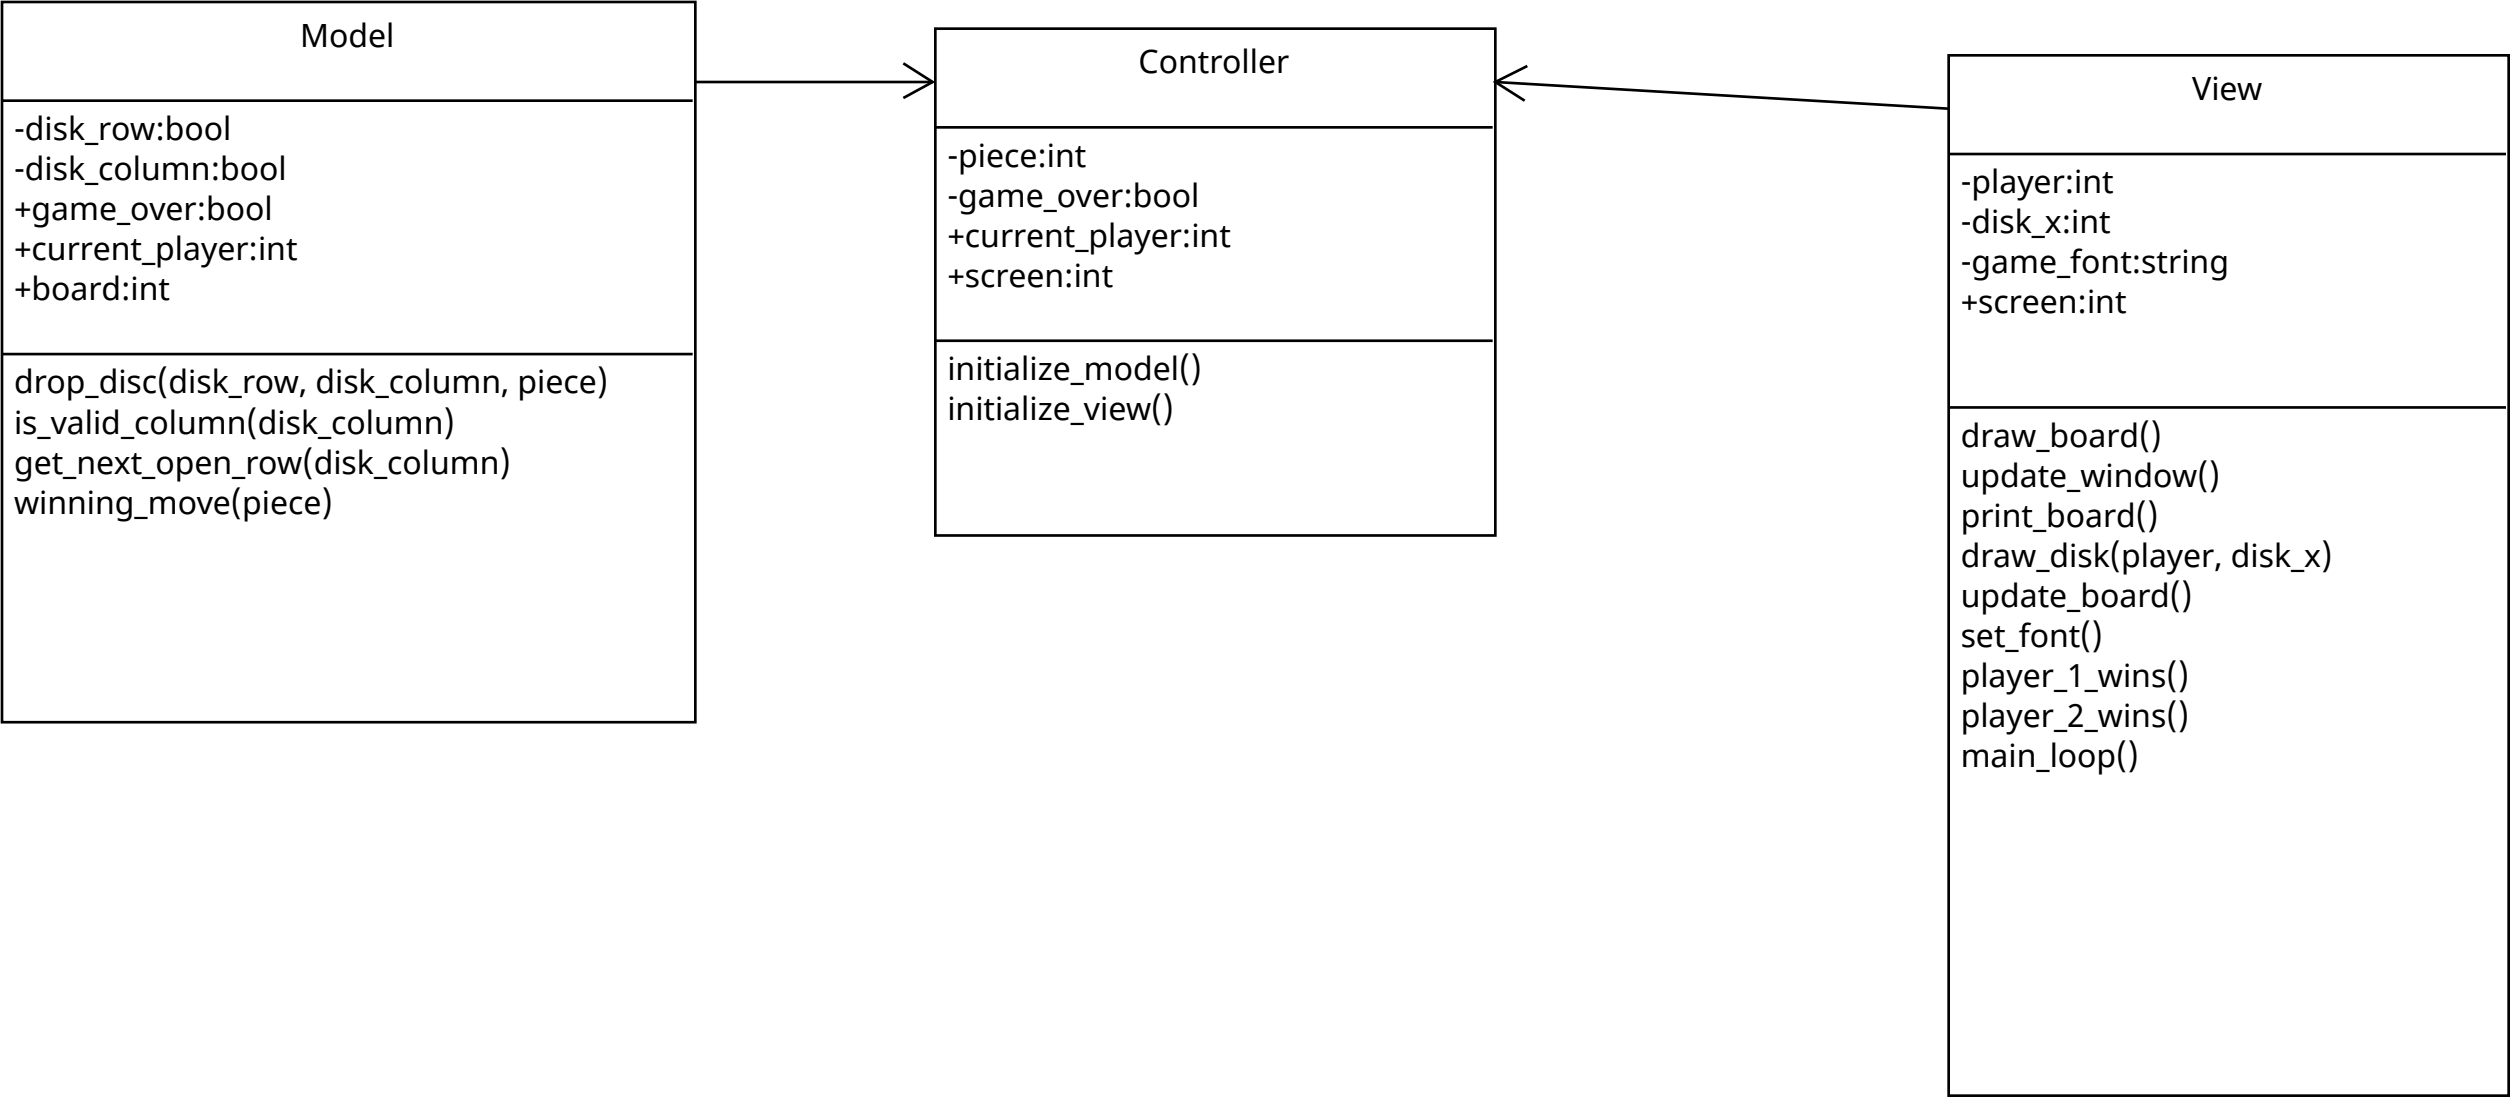 Model
-disk_row:bool
-disk_column:bool
+game_over:bool
+current_player:int
+board:int
drop_disc(disk_row, disk_column, piece)
is_valid_column(disk_column)
get_next_open_row(disk_column)
winning_move(piece)
Controller
-piece:int
-game_over:bool
+current_player:int
+screen:int
initialize_model()
initialize_view()
View
-player:int
-disk_x:int
-game_font:string
+screen:int
draw_board()
update_window()
print_board()
draw_disk(player, disk_x)
update_board()
set_font()
player_1_wins()
player_2_wins()
main_loop()